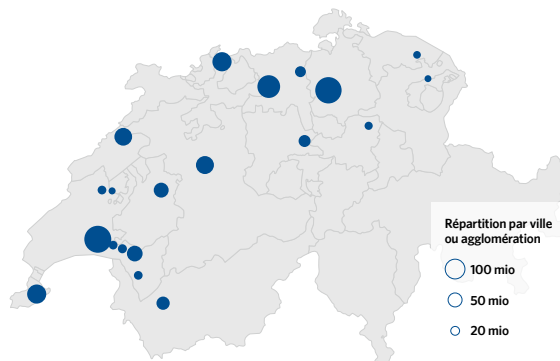 Répartition par ville
ou agglomération
100 mio
50 mio
20 mio